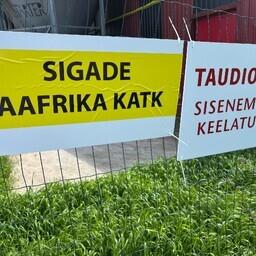 SIGADE
AAFRIKA KATK
TAUDIO
SISENEM
KEELATU